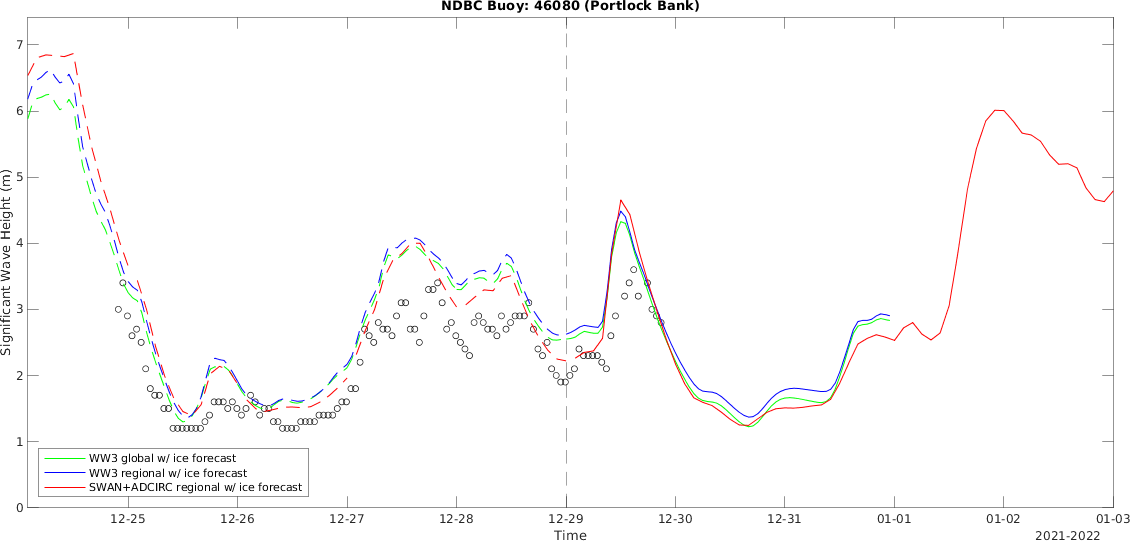 NDBC Buoy: 46080 (Portlock Bank)
7
6
5
4
3
2
1
0
Significant Wave Height (m)
WW3 global w/ ice forecast
WW3 regional w/ ice forecast
SWAN+ADCIRC regional w/ ice forecast
12-25 12-26 12-27 12-28 12-29 12-30 12-31 01-01 01-02 01-03
Time
2021-2022